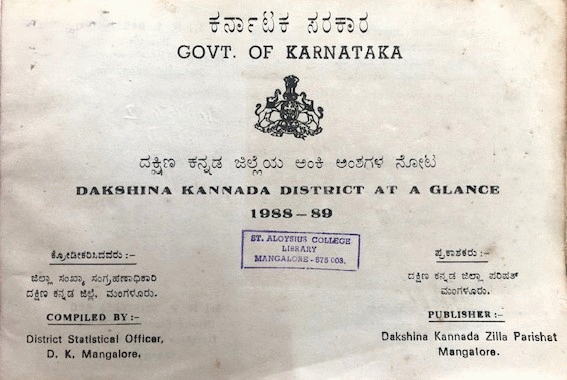 ಕರ್ನಾಟಕ ಸರಕಾರ
GOVT. OF KARNATAKA
ದಕ್ಷಿಣ ಕನ್ನಡ ಜಿಲ್ಲೆಯ ಅಂಕಿ ಅಂಶಗಳ ನೋಟ
DAKSHINA KANNADA DISTRICT AT A GLANCE
1988-89
ST. ALOYSIUS COLLEGE
LIBRARY
MANGALORE - 575 003.
ಕ್ರೋಡೀಕರಿಸಿದವರು :-
ಜಿಲ್ಲಾ ಸಂಖ್ಯಾ ಸಂಗ್ರಹಣಾಧಿಕಾರಿ
ದಕ್ಷಿಣ ಕನ್ನಡ ಜಿಲ್ಲೆ, ಮಂಗಳೂರು.
COMPILED BY :-
District Statistical Officer,
D. K. Mangalore.
ಪ್ರಕಾಶಕರು :-
ದಕ್ಷಿಣ ಕನ್ನಡ ಜಿಲ್ಲಾ ಪರಿಷತ್
ಮಂಗಳೂರು.
PUBLISHER :-
Dakshina Kannada Zilla Parishat
Mangalore.